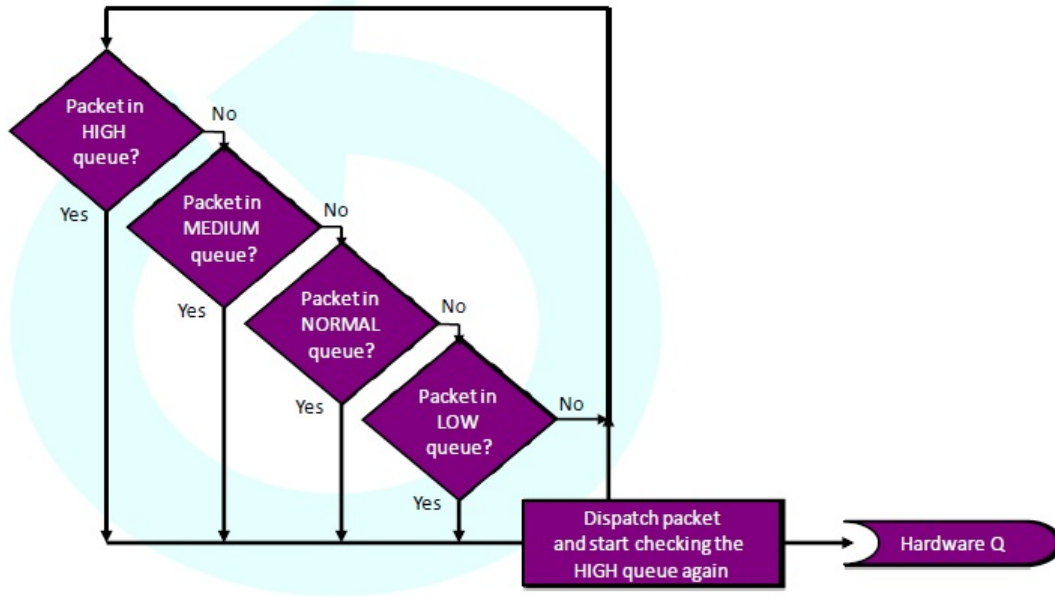 Packet in
HIGH
queue?
No
Yes
Packet in
MEDIUM
queue?
No
Yes
Packet in
NORMAL
queue?
No
Yes
Packet in
LOW
queue?
No
Yes
Dispatch packet
and start checking the
HIGH queue again
Hardware Q